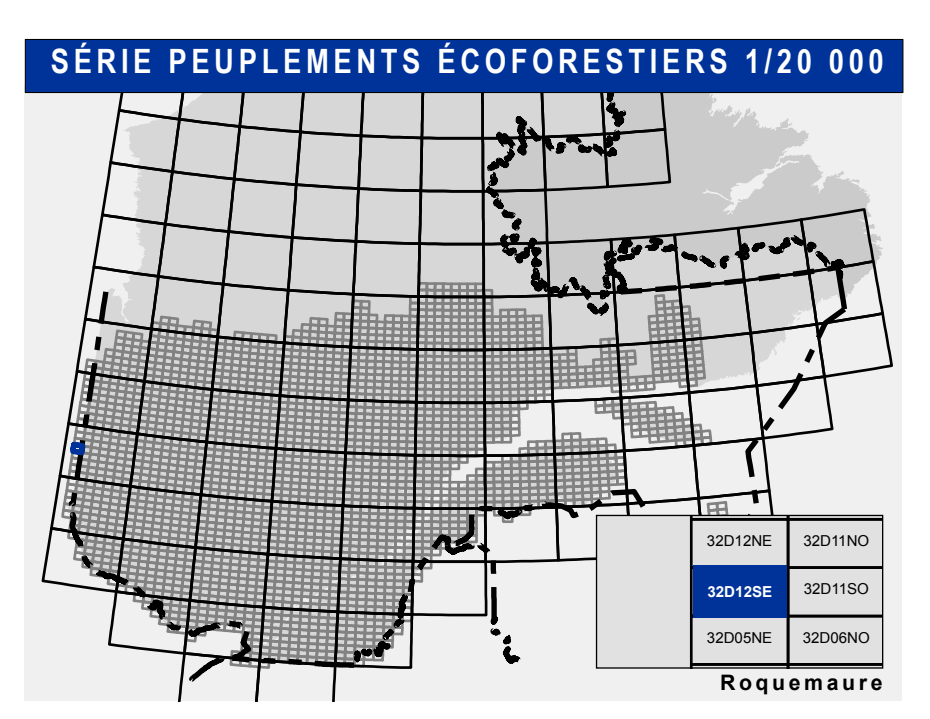 SÉRIE PEUPLEMENTS ÉCOFORESTIERS 1/20 000
32D12NE 32D11NO
32D12SE 32D11SO
32D05NE 32D06NO
Roquemaure